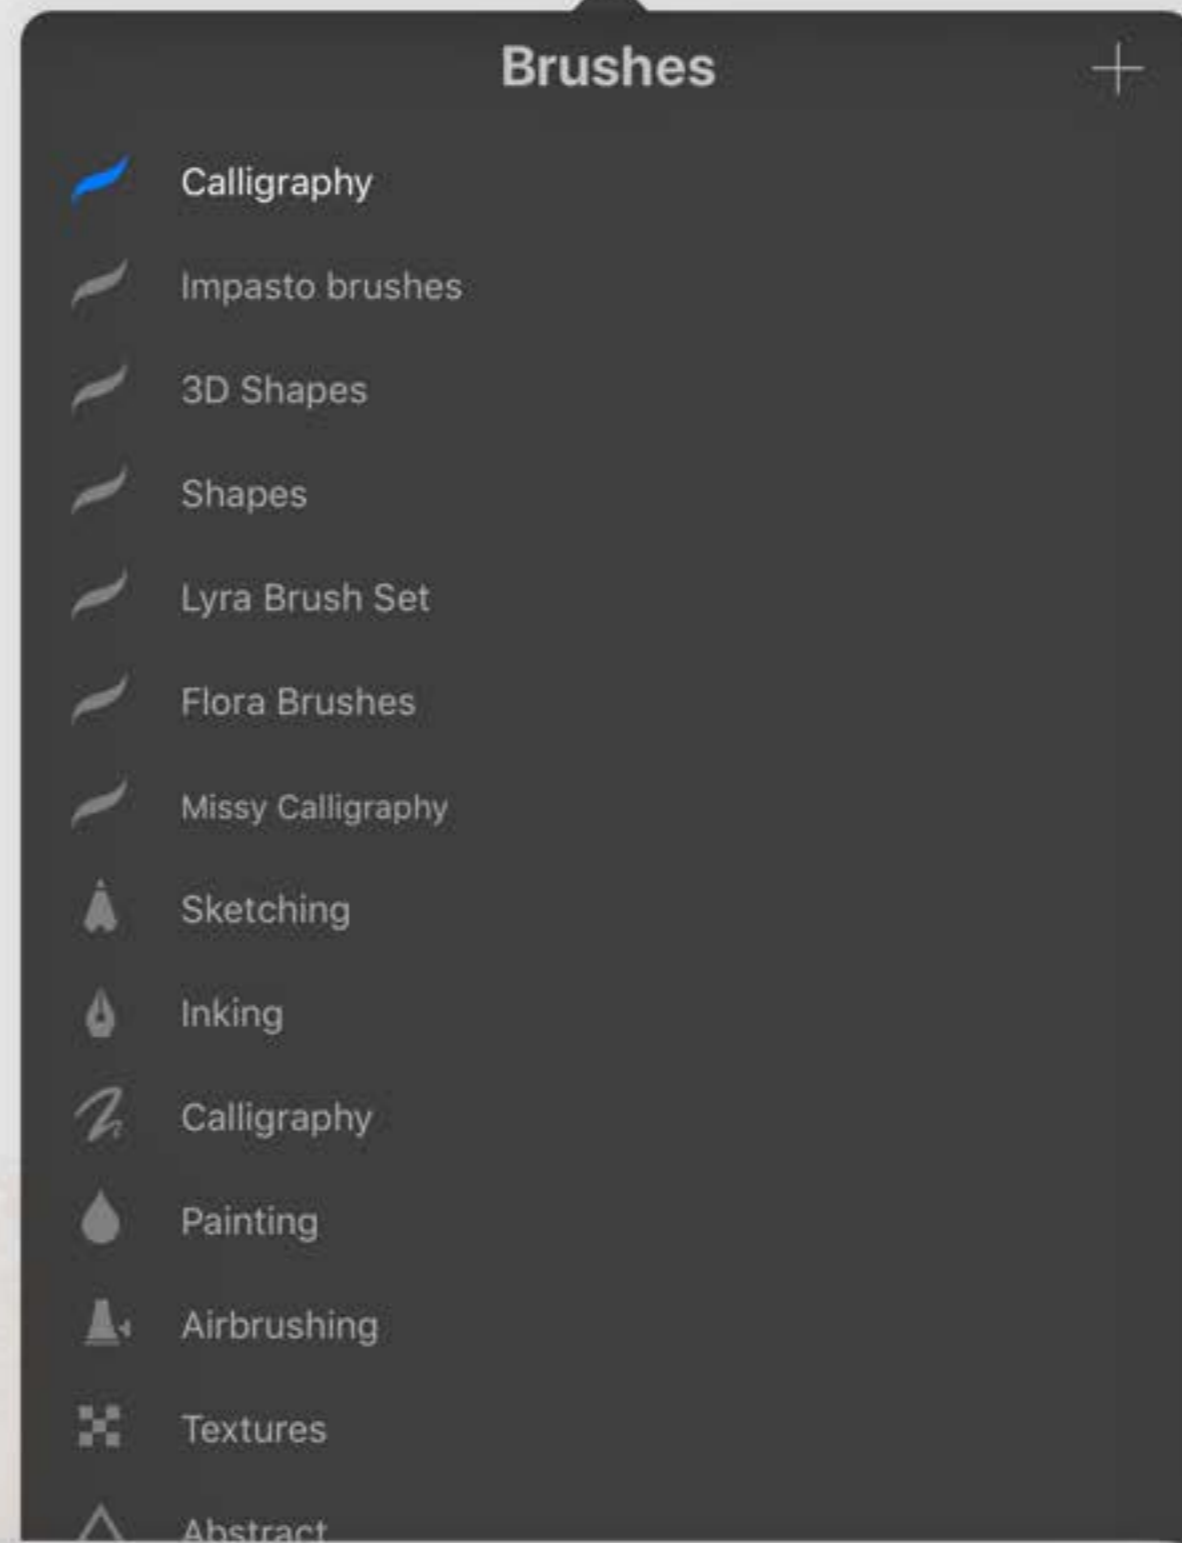 Brushes
Calligraphy
Impasto brushes
3D Shapes
Shapes
Lyra Brush Set
Flora Brushes
Missy Calligraphy
Sketching
Inking
Calligraphy
Painting
Airbrushing
Textures
Abstract